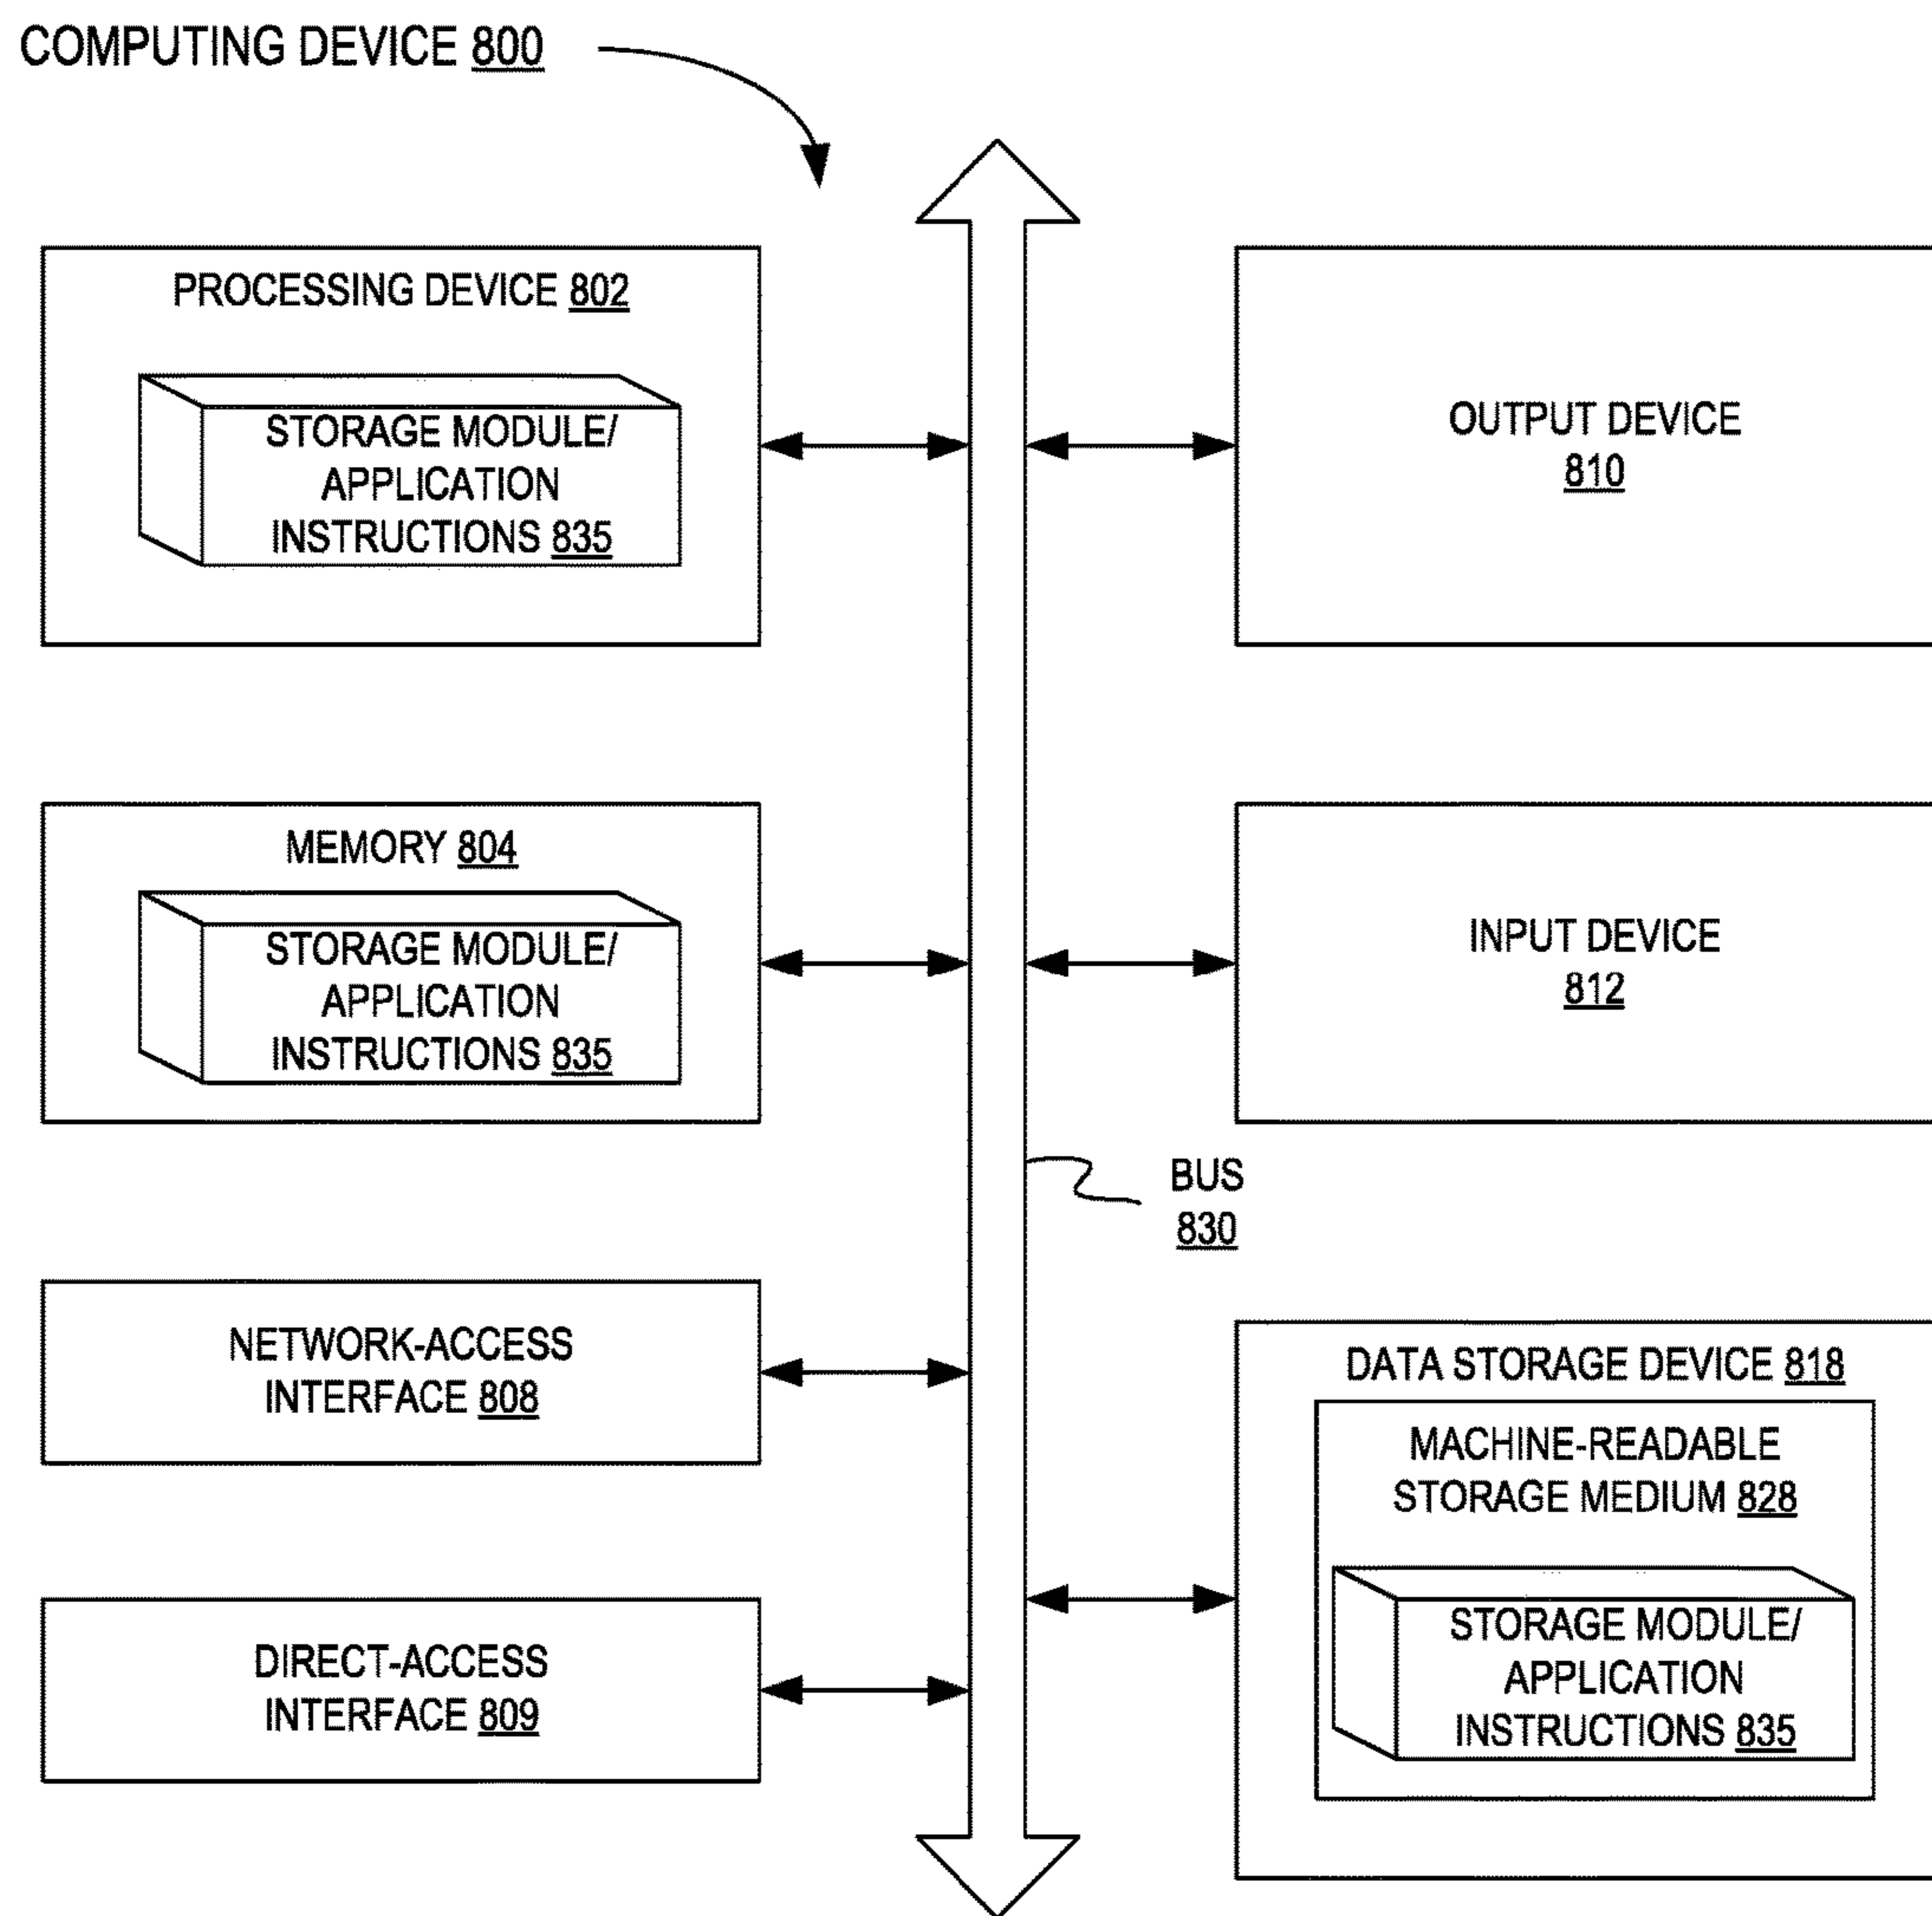 COMPUTING DEVICE 800
PROCESSING DEVICE 802
STORAGE MODULE/
APPLICATION
INSTRUCTIONS 835
OUTPUT DEVICE
810
MEMORY 804
STORAGE MODULE/
APPLICATION
INSTRUCTIONS 835
INPUT DEVICE
812
BUS
830
NETWORK-ACCESS
INTERFACE 808
DIRECT-ACCESS
INTERFACE 809
DATA STORAGE DEVICE 818
MACHINE-READABLE
STORAGE MEDIUM 828
STORAGE MODULE/
APPLICATION
INSTRUCTIONS 835